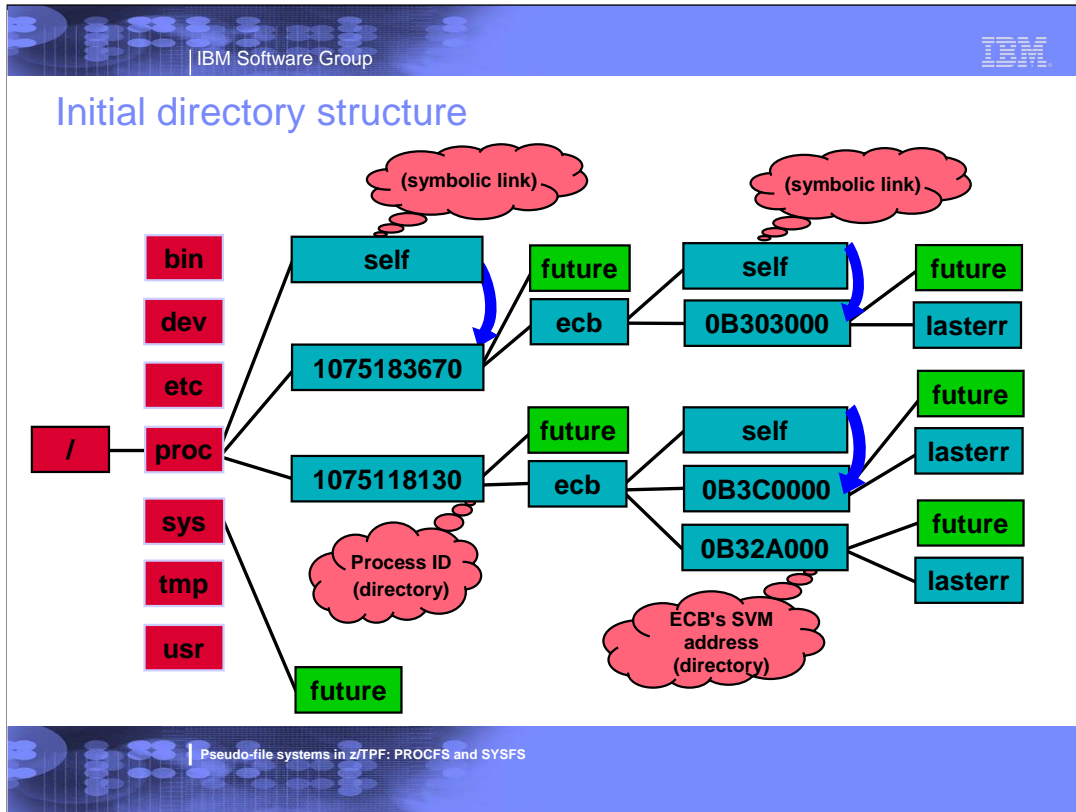 IBM Software Group
IBM
Initial directory structure
(symbolic link)
(symbolic link)
bin
dev
etc
/
proc
sys
tmp
usr
self
1075183670
1075118130
Process ID
(directory)
future
future
ecb
future
ecb
self
0B303000
self
0B3C0000
0B32A000
ECB's SVM
address
(directory)
future
lasterr
future
lasterr
future
lasterr
Pseudo-file systems in z/TPF: PROCFS and SYSFS